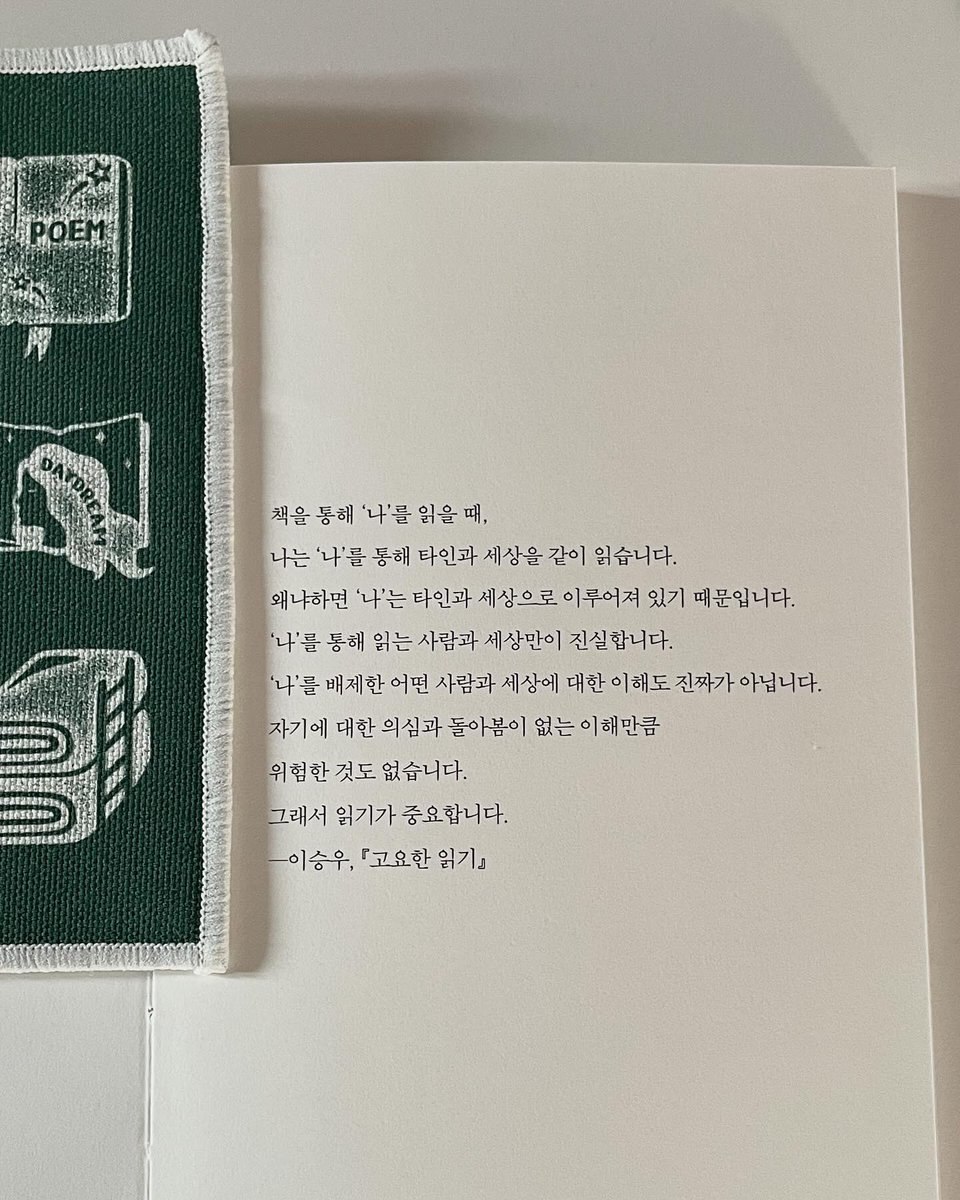 POEM
DAYDREAM
책을 통해 ‘나’를 읽을 때,
나는 ‘나’를 통해 타인과 세상을 같이 읽습니다.
왜냐하면 ‘나’는 타인과 세상으로 이루어져 있기 때문입니다.
‘나’를 통해 읽는 사람과 세상만이 진실합니다.
‘나’를 배제한 어떤 사람과 세상에 대한 이해도 진짜가 아닙니다.
자기에 대한 의심과 돌아봄이 없는 이해만큼
위험한 것도 없습니다.
그래서 읽기가 중요합니다.
―이승우, 『고요한 읽기』